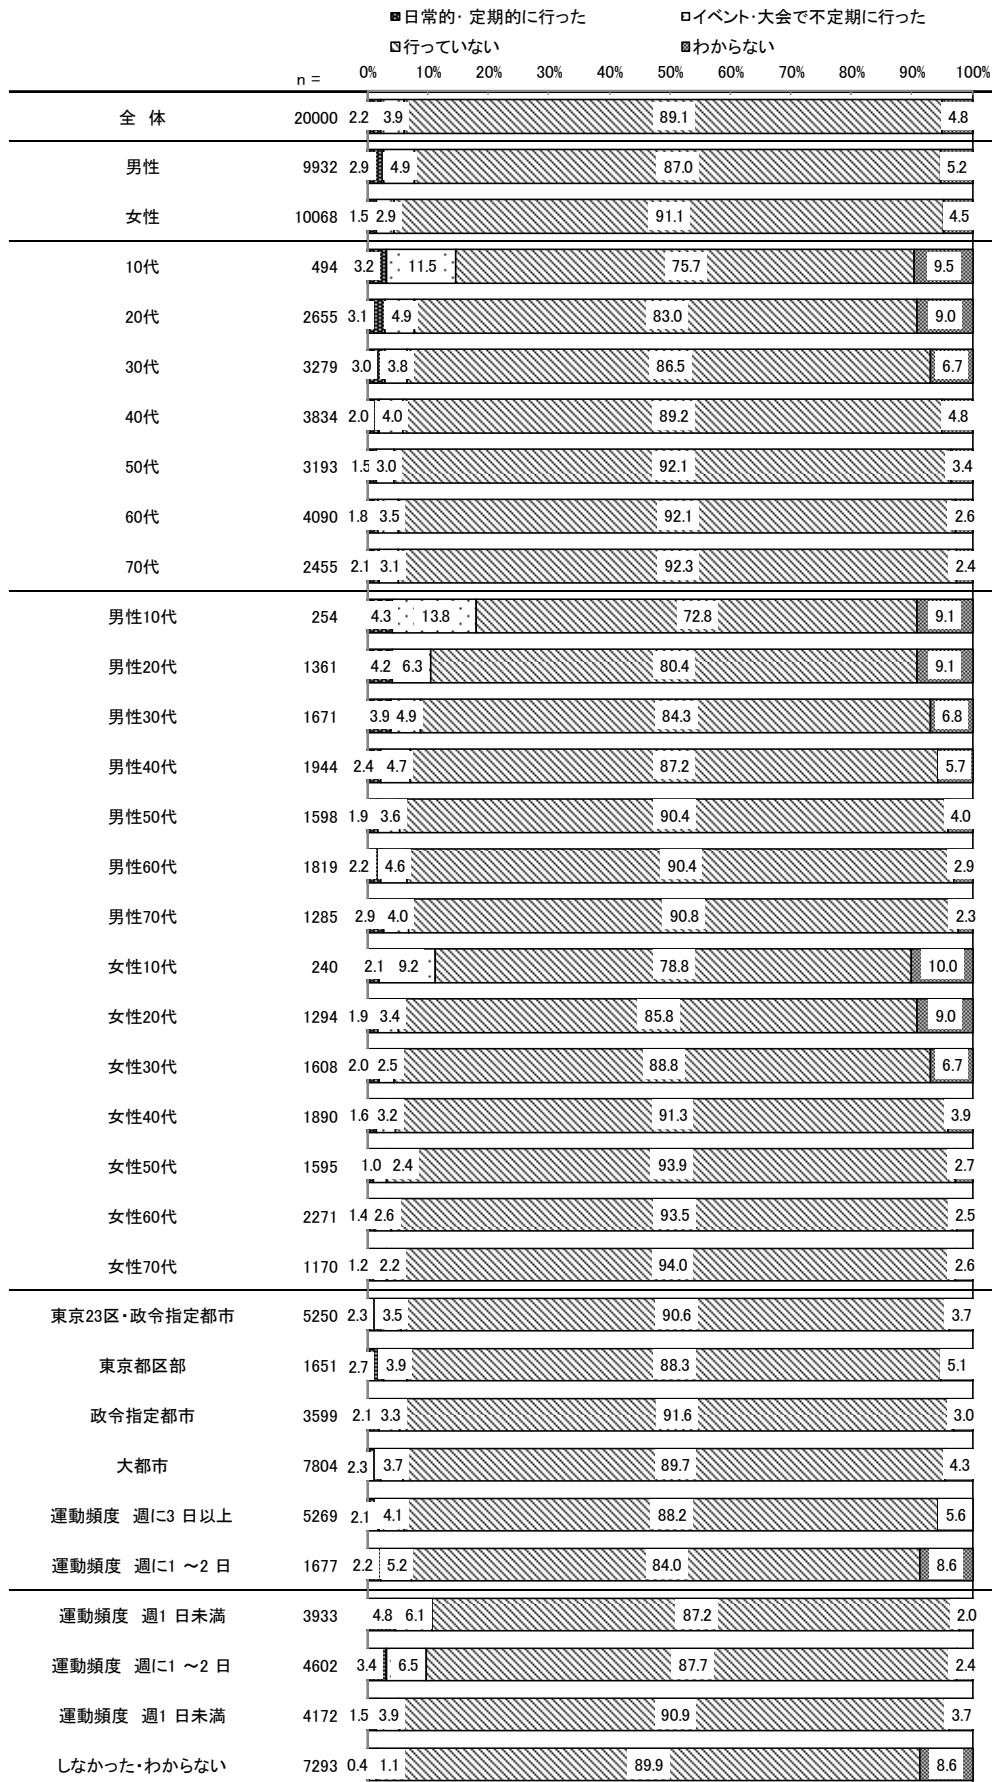 日常的・ 定期的に行った イベント・大会で不定期に行った
行っていない わからない
n = 0% 10% 20% 30% 40% 50% 60% 70% 80% 90% 100%
全 体 20000 2.2 3.9 89.1 4.8
男性 9932 2.9 4.9 87.0 5.2
女性 10068 1.5 2.9 91.1 4.5
10代 494 3.2 11.5 75.7 9.5
20代 2655 3.1 4.9 83.0 9.0
30代 3279 3.0 3.8 86.5 6.7
40代 3834 2.0 4.0 89.2 4.8
50代 3193 1.5 3.0 92.1 3.4
60代 4090 1.8 3.5 92.1 2.6
70代 2455 2.1 3.1 92.3 2.4
男性10代 254 4.3 13.8 72.8 9.1
男性20代 1361 4.2 6.3 80.4 9.1
男性30代 1671 3.9 4.9 84.3 6.8
男性40代 1944 2.4 4.7 87.2 5.7
男性50代 1598 1.9 3.6 90.4 4.0
男性60代 1819 2.2 4.6 90.4 2.9
男性70代 1285 2.9 4.0 90.8 2.3
女性10代 240 2.1 9.2 78.8 10.0
女性20代 1294 1.9 3.4 85.8 9.0
女性30代 1608 2.0 2.5 88.8 6.7
女性40代 1890 1.6 3.2 91.3 3.9
女性50代 1595 1.0 2.4 93.9 2.7
女性60代 2271 1.4 2.6 93.5 2.5
女性70代 1170 1.2 2.2 94.0 2.6
東京23区・政令指定都市 5250 2.3 3.5 90.6 3.7
東京都区部 1651 2.7 3.9 88.3 5.1
政令指定都市 3599 2.1 3.3 91.6 3.0
大都市 7804 2.3 3.7 89.7 4.3
運動頻度 週に3 日以上 5269 2.1 4.1 88.2 5.6
運動頻度 週に1 ～2 日 1677 2.2 5.2 84.0 8.6
運動頻度 週1 日未満 3933 4.8 6.1 87.2 2.0
運動頻度 週に1 ～2 日 4602 3.4 6.5 87.7 2.4
運動頻度 週1 日未満 4172 1.5 3.9 90.9 3.7
しなかった・わからない 7293 0.4 1.1 89.9 8.6